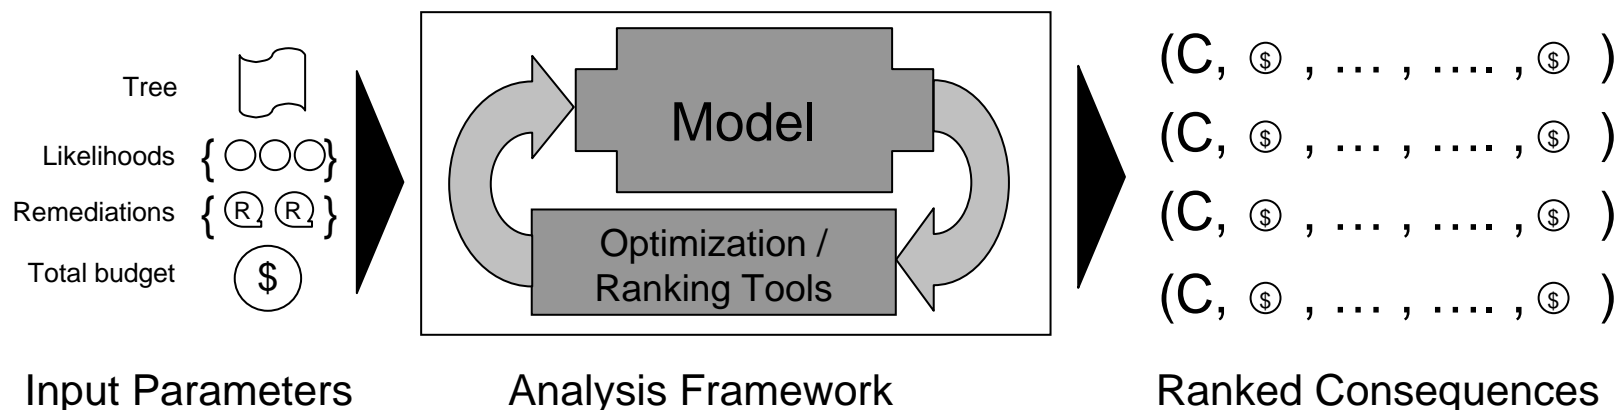 Tree
Likelihoods { }
Remediations { R R }
Total budget $
Model
Optimization /
Ranking Tools
(C, $ , … , …. , $ )
(C, $ , … , …. , $ )
(C, $ , … , …. , $ )
(C, $ , … , …. , $ )
Input Parameters
Analysis Framework
Ranked Consequences